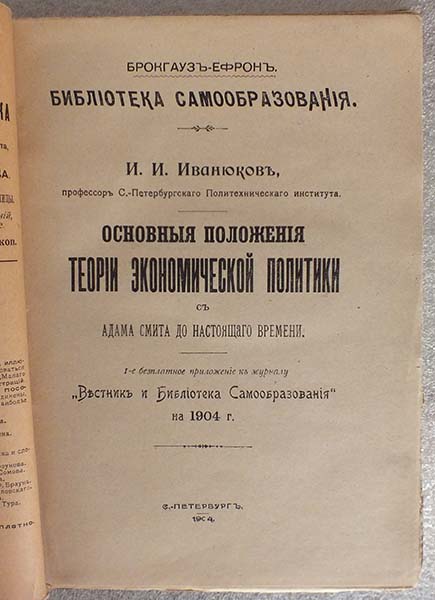 БРОКГАУЗЪ-ЕФРОНЪ.
БИБЛІОТЕКА САМООБРАЗОВАНІЯ.
И. И. Иванюковъ,
профессоръ С.-Петербургскаго Политехническаго института.
ОСНОВНЫЯ ПОЛОЖЕНІЯ
ТЕОРІИ ЭКОНОМИЧЕСКОЙ ПОЛИТИКИ
съ
АДАМА СМИТА ДО НАСТОЯЩАГО ВРЕМЕНИ.
1-е безплатное приложеніе къ журналу
„Вѣстник и Библіотека Самообразованія“
на 1904 г.
С.-ПЕТЕРБУРГЪ.
1904.